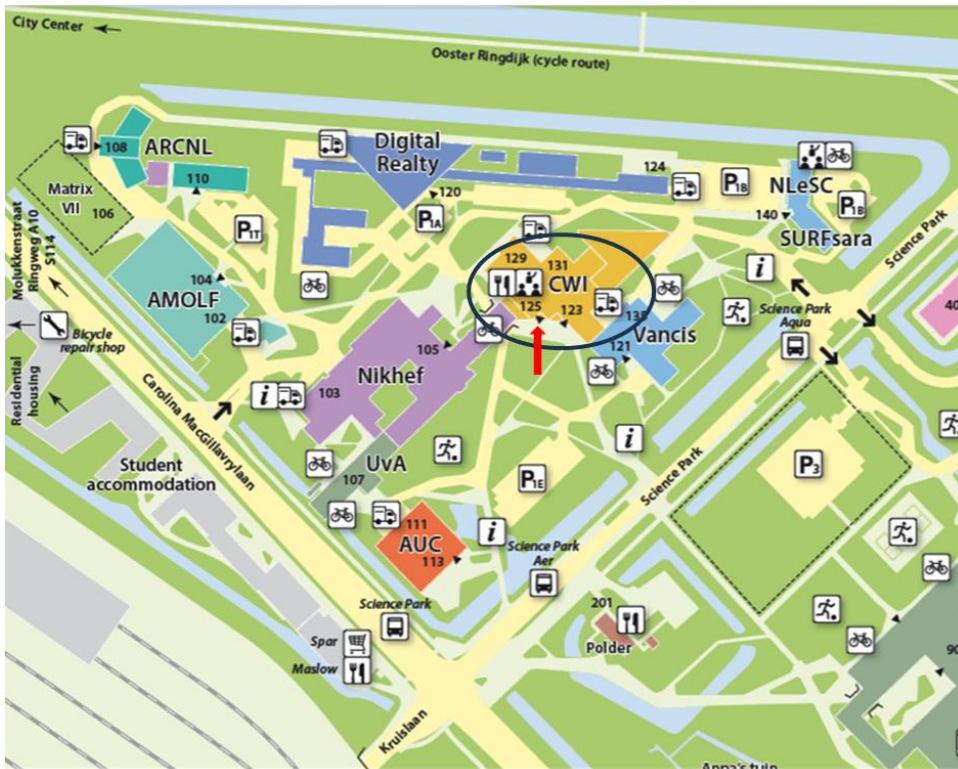 City Center
Ooster Ringdijk (cycle route)
108
ARCNL
Digital
Realty
124
NLeSC
Matrix
VII
106
110
120
P1B
P1B
140
SURFsara
Science Park
P1T
P1A
Molukkenstraat
Ringweg A10
S114
104
AMOLF
102
129
131
CWI
125
123
135
Vancis
121
i
Science Park
Aqua
40
Bicycle
repair shop
Residential
housing
105
Nikhef
103
i
Carolina MacGillavrylaan
Student
accommodation
UvA
107
i
P1E
Science Park
P3
111
AUC
113
i
Science Park
Aer
Science Park
201
Polder
Spar
Maslow
90
Kruislaan
Anna's tuin